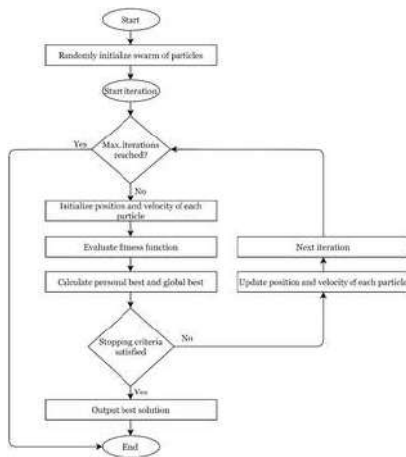 Start
Randomly initialize swarm of particles
Start iteration
Yes
Max. iterations
reached?
No
Initialize position and velocity of each
particle
Evaluate fitness function
Next iteration
Calculate personal best and global best
Update position and velocity of each particle
Stopping criteria
satisfied
No
Yes
Output best solution
End